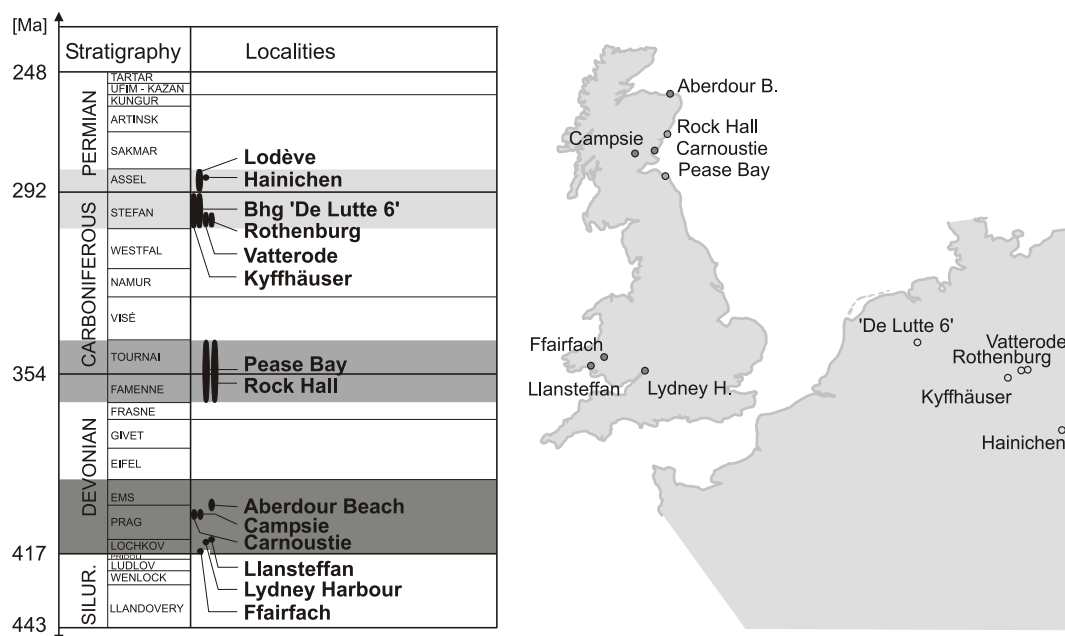 [Ma]
Stratigraphy
Localities
248
PERMIAN
TARTAR
UFIM - KAZAN
KUNGUR
ARTINSK
SAKMAR
ASSEL
Lodève
Hainichen
292
CARBONIFEROUS
STEFAN
WESTFAL
NAMUR
VISÉ
TOURNAI
Bhg 'De Lutte 6'
Rothenburg
Vatterode
Kyffhäuser
Pease Bay
354
Rock Hall
DEVONIAN
FAMENNE
FRASNE
GIVET
EIFEL
EMS
PRAG
LOCHKOV
Aberdour Beach
Campsie
Carnoustie
417
SILUR.
PRIDOLI
LUDLOV
WENLOCK
LLANDOVERY
Llansteffan
Lydney Harbour
Ffairfach
443
Aberdour B.
Rock Hall
Campsie
Carnoustie
Pease Bay
Ffairfach
Llansteffan
Lydney H.
'De Lutte 6'
Vatterode
Rothenburg
Kyffhäuser
Hainichen